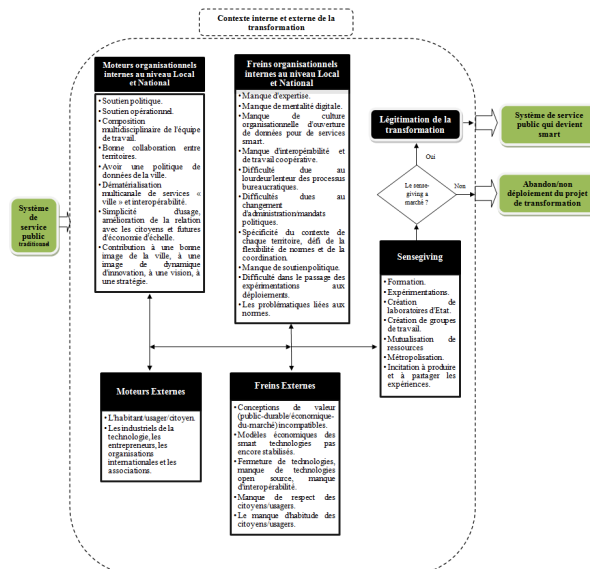 Contexte interne et externe de la
transformation
Système
de
service
public
traditionnel
Moteurs organisationnels
internes au niveau Local
et National
•Soutien politique.
•Soutien opérationnel.
•Composition
multidisciplinaire de l'équipe
de travail.
•Bonne collaboration entre
territoires.
•Avoir une politique de
données de la ville.
•Dématérialisation
multicanale de services «
ville » et interopérabilité.
•Simplicité d'usage,
amélioration de la relation
avec les citoyens et futures
d'économie d'échelle.
•Contribution à une bonne
image de la ville, à une
image de dynamique
d'innovation, à une vision, à
une stratégie.
Freins organisationnels
internes au niveau Local et
National
•Manque d'expertise.
•Manque de mentalité digitale.
•Manque de culture
organisationnelle d'ouverture
de données pour de services
smart.
•Manque d'interopérabilité et
de travail coopérative.
•Difficulté due au
lourdeur/lenteur des processus
bureaucratiques.
•Difficultés dues au
changement
d'administration/mandats
politiques.
•Spécificité du contexte de
chaque territoire, défi de la
flexibilité de normes et de la
coordination.
•Manque de soutien politique.
•Difficulté dans le passage des
expérimentations aux
déploiements.
•Les problématiques liées aux
normes.
Légitimation de la
transformation
Oui
Le sense-
giving a
marché ?
Non
Système de service
public qui devient
smart
Abandon/non
déploiement du projet
de transformation
Sensegiving
•Formation.
•Expérimentations.
•Création de
laboratoires d'Etat.
•Création de groupes
de travail.
•Mutualisation de
ressources
•Métropolisation.
•Incitation à produire
et à partager les
expériences.
Moteurs Externes
•L'habitant/usager/citoyen.
•Les industriels de la
technologie, les
entrepreneurs, les
organisations
internationales et les
associations.
Freins Externes
•Conceptions de valeur
(public-durable/économique-
du-marché) incompatibles.
•Modèles économiques des
smart technologies pas
encore stabilisés.
•Fermeture de technologies,
manque de technologies
open source, manque
d'interopérabilité.
•Manque de respect des
citoyens/usagers.
•Le manque d'habitude des
citoyens/usagers.